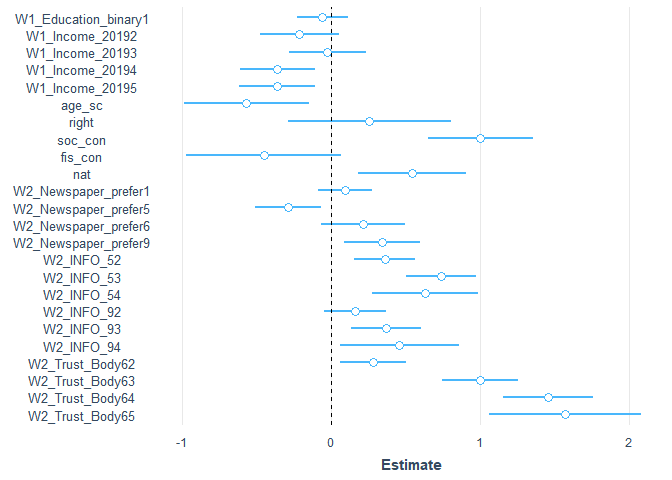 W1_Education_binary1
W1_Income_20192
W1_Income_20193
W1_Income_20194
W1_Income_20195
age_sc
right
soc_con
fis_con
nat
W2_Newspaper_prefer1
W2_Newspaper_prefer5
W2_Newspaper_prefer6
W2_Newspaper_prefer9
W2_INFO_52
W2_INFO_53
W2_INFO_54
W2_INFO_92
W2_INFO_93
W2_INFO_94
W2_Trust_Body62
W2_Trust_Body63
W2_Trust_Body64
W2_Trust_Body65
-1 0 1 2
Estimate